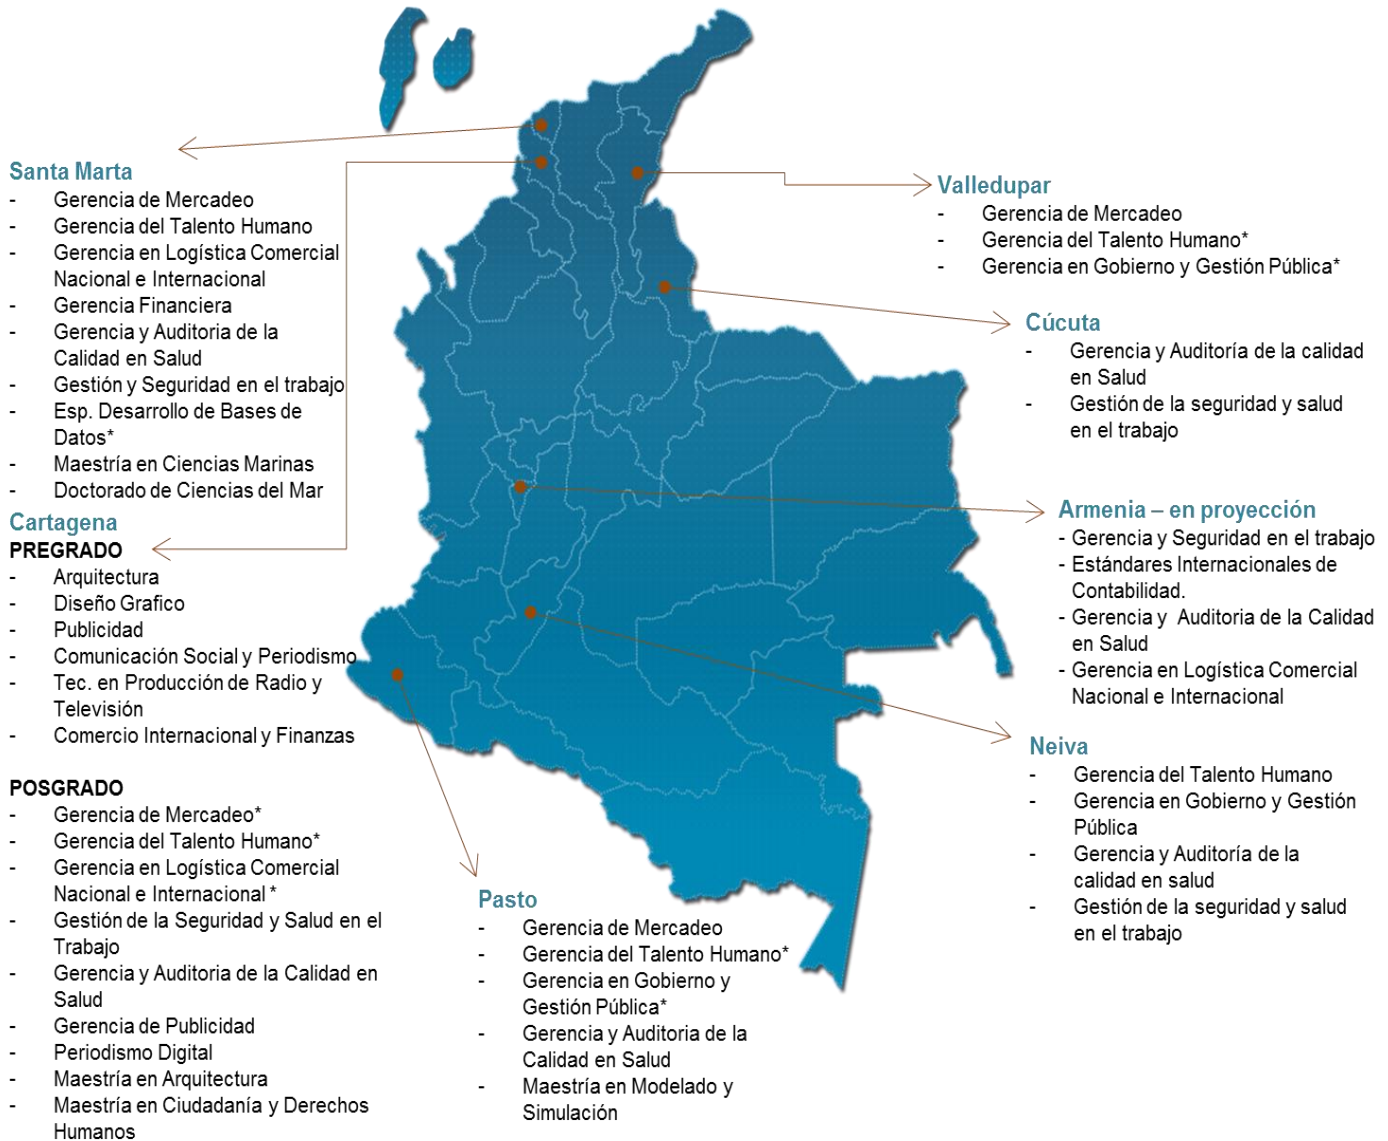 Santa Marta
- Gerencia de Mercadeo
- Gerencia del Talento Humano
- Gerencia en Logística Comercial
Nacional e Internacional
- Gerencia Financiera
- Gerencia y Auditoria de la
Calidad en Salud
- Gestión y Seguridad en el trabajo
- Esp. Desarrollo de Bases de
Datos*
- Maestría en Ciencias Marinas
- Doctorado de Ciencias del Mar
Cartagena
PREGRADO
- Arquitectura
- Diseño Grafico
- Publicidad
- Comunicación Social y Periodismo
- Tec. en Producción de Radio y
Televisión
- Comercio Internacional y Finanzas
POSGRADO
- Gerencia de Mercadeo*
- Gerencia del Talento Humano*
- Gerencia en Logística Comercial
Nacional e Internacional *
- Gestión de la Seguridad y Salud en el
Trabajo
- Gerencia y Auditoria de la Calidad en
Salud
- Gerencia de Publicidad
- Periodismo Digital
- Maestría en Arquitectura
- Maestría en Ciudadanía y Derechos
Humanos
Pasto
- Gerencia de Mercadeo
- Gerencia del Talento Humano*
- Gerencia en Gobierno y
Gestión Pública*
- Gerencia y Auditoria de la
Calidad en Salud
- Maestría en Modelado y
Simulación
Valledupar
- Gerencia de Mercadeo
- Gerencia del Talento Humano*
- Gerencia en Gobierno y Gestión Pública*
Cúcuta
- Gerencia y Auditoría de la calidad
en Salud
- Gestión de la seguridad y salud
en el trabajo
Armenia – en proyección
- Gerencia y Seguridad en el trabajo
- Estándares Internacionales de
Contabilidad.
- Gerencia y Auditoria de la Calidad
en Salud
- Gerencia en Logística Comercial
Nacional e Internacional
Neiva
- Gerencia del Talento Humano
- Gerencia en Gobierno y Gestión
Pública
- Gerencia y Auditoría de la
calidad en salud
- Gestión de la seguridad y salud
en el trabajo